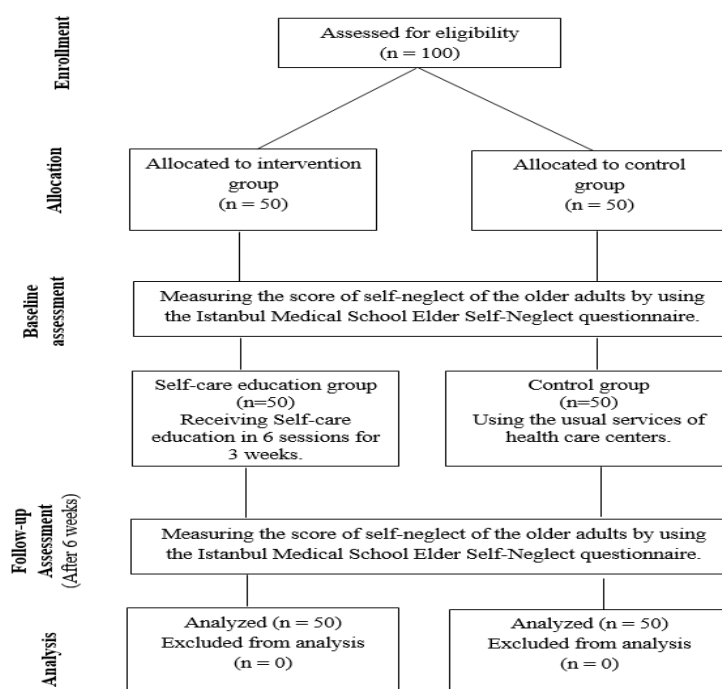 Enrollment
Assessed for eligibility
(n = 100)
Allocation
Allocated to intervention
group
(n = 50)
Allocated to control
group
(n = 50)
Baseline
assessment
Measuring the score of self-neglect of the older adults by using
the Istanbul Medical School Elder Self-Neglect questionnaire.
Self-care education group
(n=50)
Receiving Self-care
education in 6 sessions for
3 weeks.
Control group
(n=50)
Using the usual services of
health care centers.
Follow-up
Assessment
(After 6 weeks)
Measuring the score of self-neglect of the older adults by using
the Istanbul Medical School Elder Self-Neglect questionnaire.
Analysis
Analyzed (n = 50)
Excluded from analysis
(n = 0)
Analyzed (n = 50)
Excluded from analysis
(n = 0)